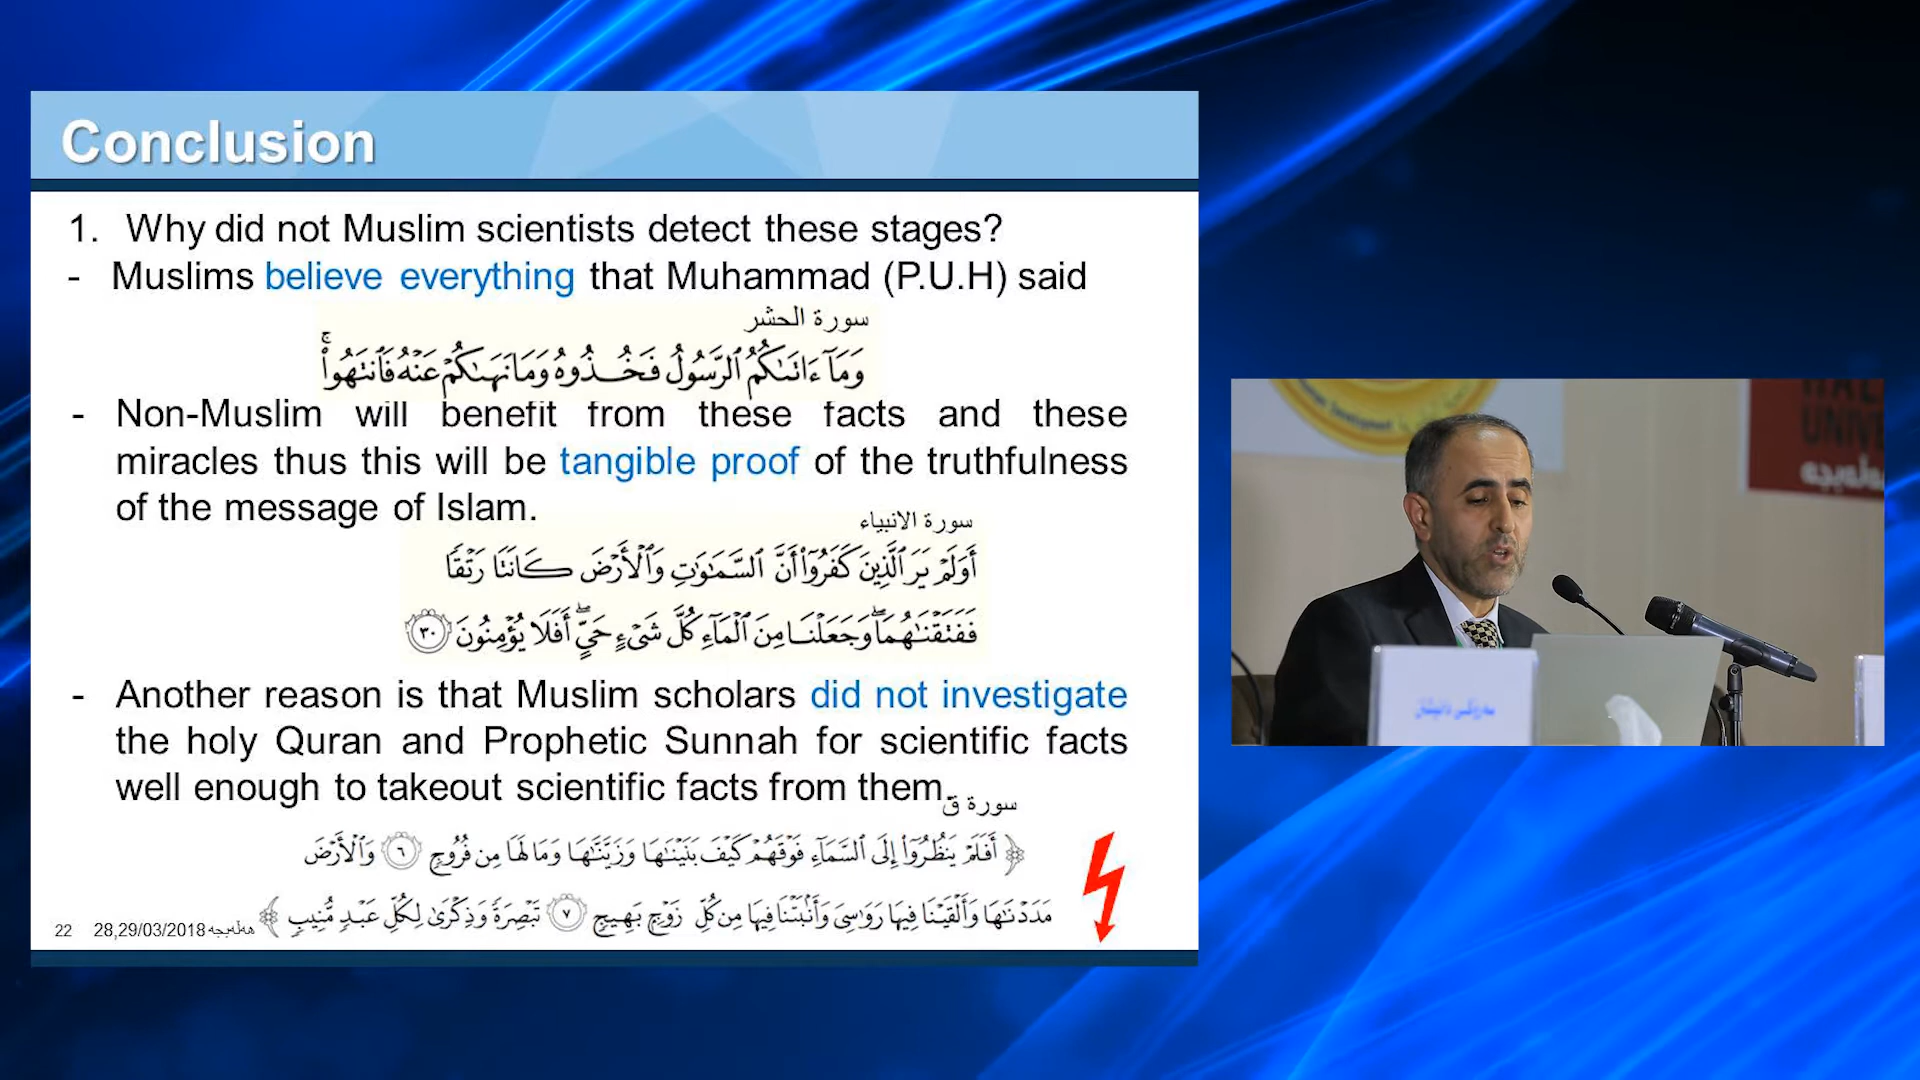 Conclusion
1. Why did not Muslim scientists detect these stages?
- Muslims believe everything that Muhammad (P.U.H) said
سورة الحشر
وَمَآ ءَاتَىٰكُمُ ٱلرَّسُولُ فَخُذُوهُ وَمَا نَهَىٰكُمْ عَنْهُ فَٱنتَهُوا۟ۚ
- Non-Muslim will benefit from these facts and these
miracles thus this will be tangible proof of the truthfulness
of the message of Islam.
سورة الانبياء
أَوَلَمْ يَرَ ٱلَّذِينَ كَفَرُوٓا۟ أَنَّ ٱلسَّمَٰوَٰتِ وَٱلْأَرْضَ كَانَتَا رَتْقًا
فَفَتَقْنَٰهُمَا ۖ وَجَعَلْنَا مِنَ ٱلْمَآءِ كُلَّ شَىْءٍ حَىٍّ ۖ أَفَلَا يُؤْمِنُونَ ٣٠
- Another reason is that Muslim scholars did not investigate
the holy Quran and Prophetic Sunnah for scientific facts
well enough to takeout scientific facts from them.
سورة ق
﴿ أَفَلَمْ يَنظُرُوٓا۟ إِلَى ٱلسَّمَآءِ فَوْقَهُمْ كَيْفَ بَنَيْنَٰهَا وَزَيَّنَّٰهَا وَمَا لَهَا مِن فُرُوجٍ ٦ وَٱلْأَرْضَ
مَدَدْنَٰهَا وَأَلْقَيْنَا فِيهَا رَوَٰسِىَ وَأَنۢبَتْنَا فِيهَا مِن كُلِّ زَوْجٍۭ بَهِيجٍ ٧ تَبْصِرَةً وَذِكْرَىٰ لِكُلِّ عَبْدٍ مُّنِيبٍ ﴾
22 28,29/03/2018 هەڵەبجە
سەرۆکی دانیشتن